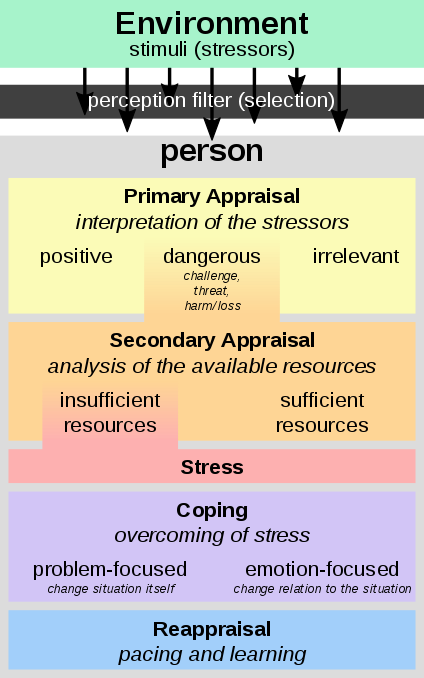 Environment
stimuli (stressors)
perception filter (selection)
person
Primary Appraisal
interpretation of the stressors
positive dangerous irrelevant
challenge,
threat,
harm/loss
Secondary Appraisal
analysis of the available resources
insufficient sufficient
resources resources
Stress
Coping
overcoming of stress
problem-focused emotion-focused
change situation itself change relation to the situation
Reappraisal
pacing and learning